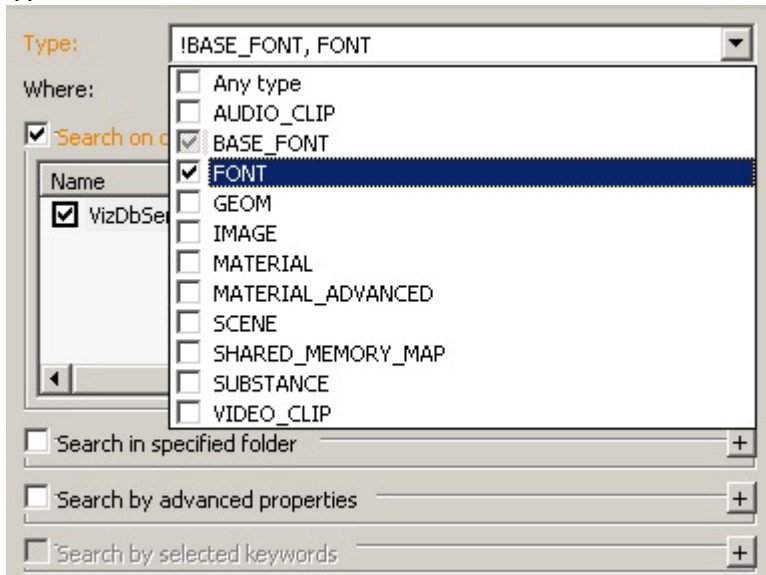 Type: !BASE_FONT, FONT
Where:
Any type
AUDIO_CLIP
Search on
BASE_FONT
FONT
Name
GEOM
VizDbSer
IMAGE
MATERIAL
MATERIAL_ADVANCED
SCENE
SHARED_MEMORY_MAP
SUBSTANCE
VIDEO_CLIP
Search in specified folder +
Search by advanced properties +
Search by selected keywords +